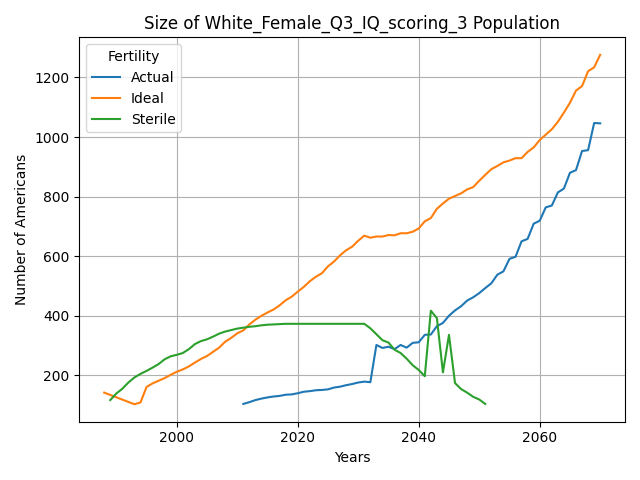 Size of White_Female_Q3_IQ_scoring_3 Population
Fertility
Actual
Ideal
Sterile
Number of Americans
1200
1000
800
600
400
200
2000 2020 2040 2060
Years